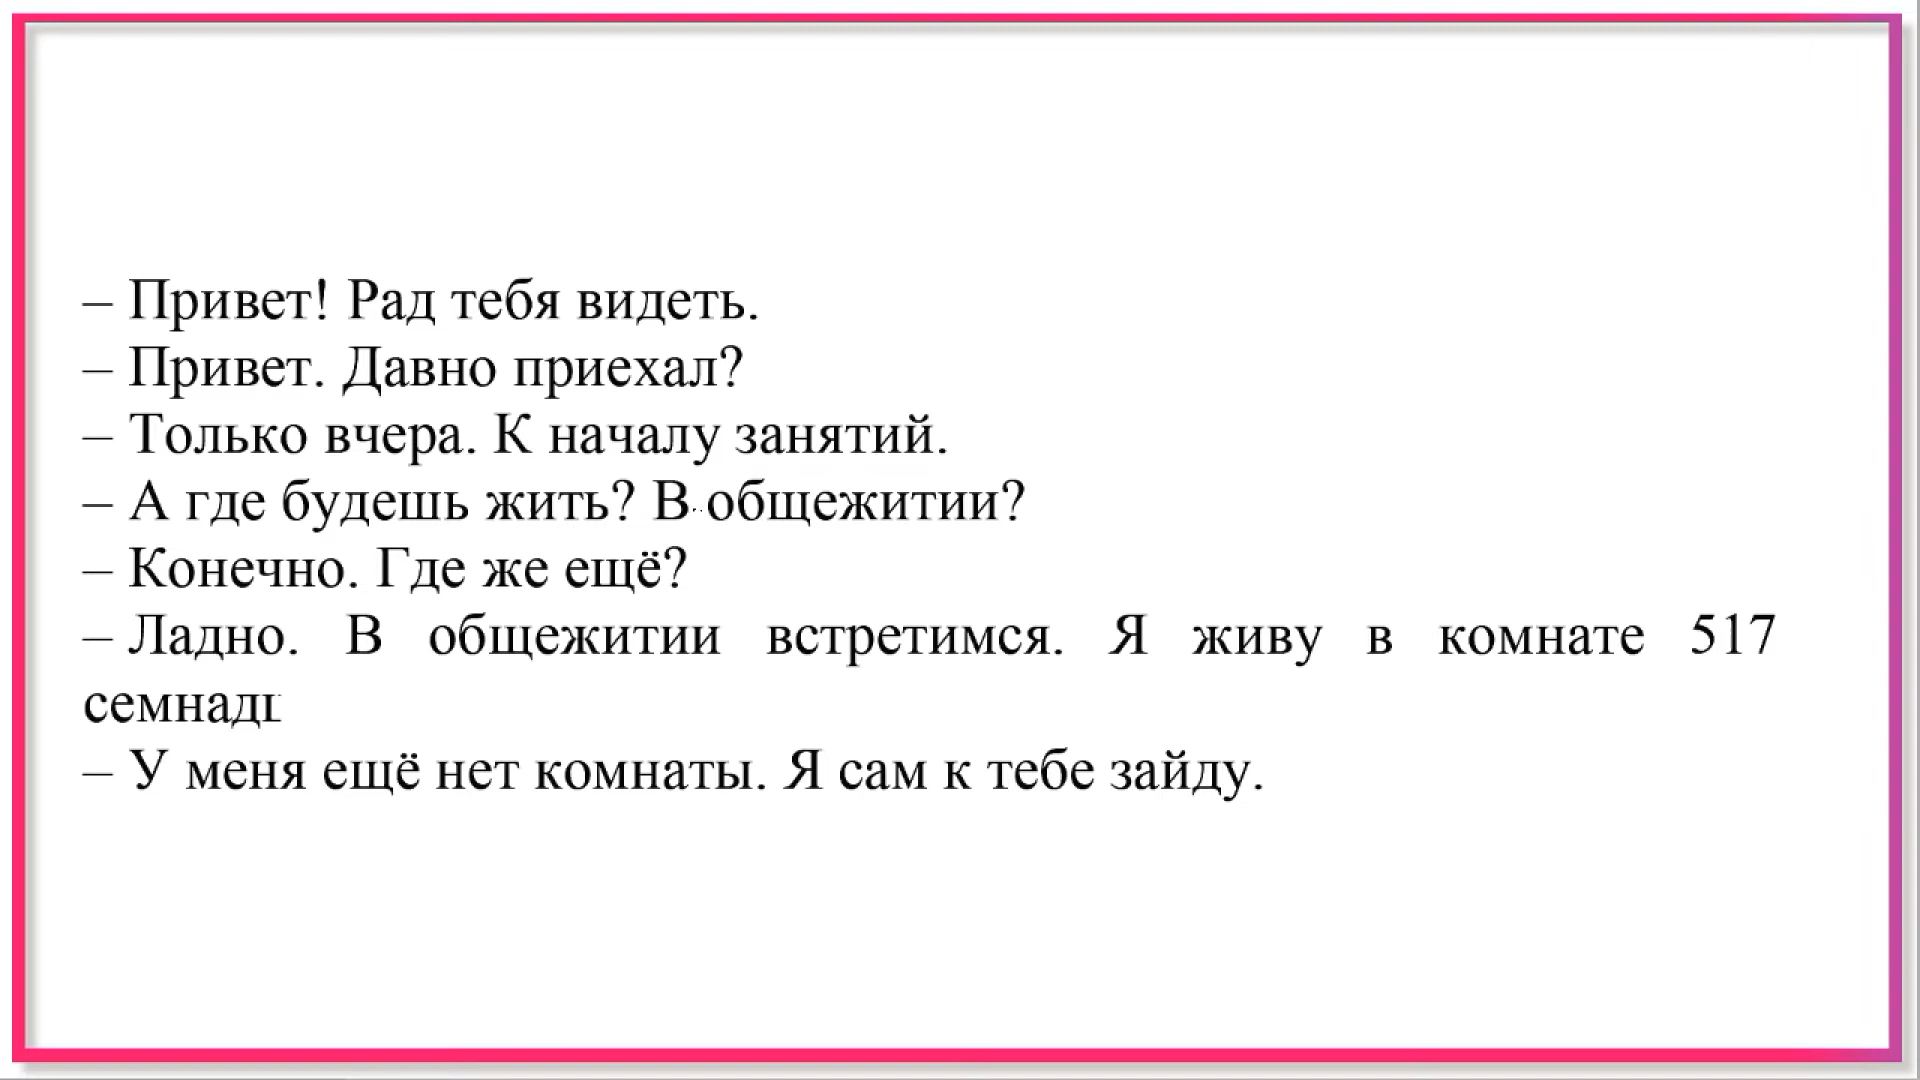 – Привет! Рад тебя видеть.
– Привет. Давно приехал?
– Только вчера. К началу занятий.
– А где будешь жить? В общежитии?
– Конечно. Где же ещё?
– Ладно. В общежитии встретимся. Я живу в комнате 517
– У меня ещё нет комнаты. Я сам к тебе зайду.